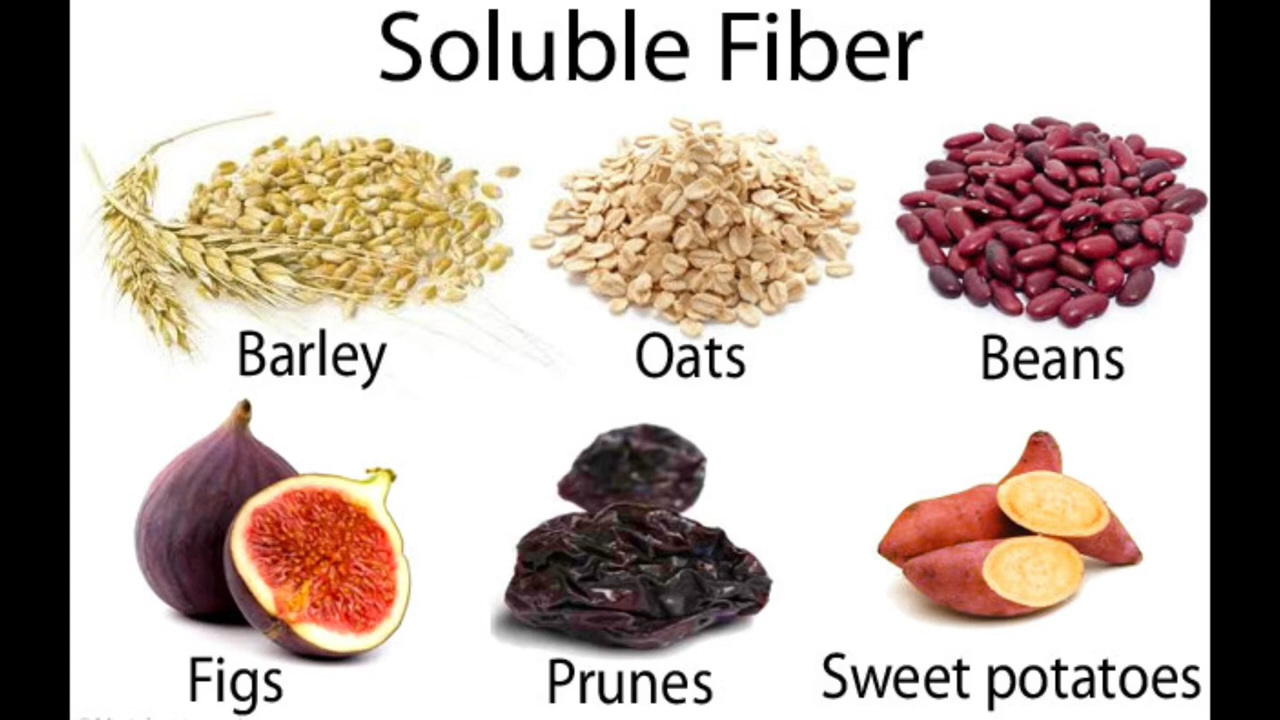 Soluble Fiber
Barley
Oats
Beans
Figs
Prunes
Sweet potatoes